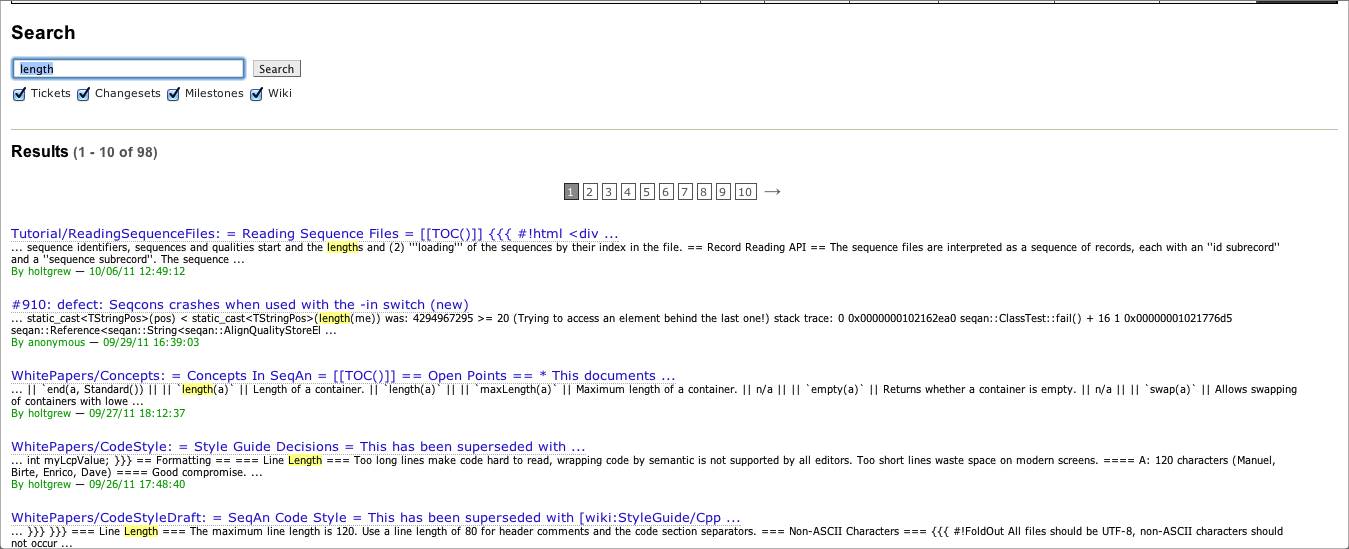 Search
length
Search
Tickets Changesets Milestones Wiki
Results (1 - 10 of 98)
1 2 3 4 5 6 7 8 9 10 →
Tutorial/ReadingSequenceFiles: = Reading Sequence Files = [[TOC()]] {{{ #!html <div ...
... sequence identifiers, sequences and qualities start and the lengths and (2) '''loading''' of the sequences by their index in the file. == Record Reading API == The sequence files are interpreted as a sequence of records, each with an ''id subrecord''
and a ''sequence subrecord''. The sequence ...
By holtgrew — 10/06/11 12:49:12
#910: defect: Seqcons crashes when used with the -in switch (new)
... static_cast<TStringPos>(pos) < static_cast<TStringPos>(length(me)) was: 4294967295 >= 20 (Trying to access an element behind the last one!) stack trace: 0 0x0000000102162ea0 seqan::ClassTest::fail() + 16 1 0x00000001021776d5
seqan::Reference<seqan::String<seqan::AlignQualityStoreEl ...
By anonymous — 09/29/11 16:39:03
WhitePapers/Concepts: = Concepts In SeqAn = [[TOC()]] == Open Points == * This documents ...
... || `end(a, Standard()) || || `length(a)` || Length of a container. || `length(a)` || || `maxLength(a)` || Maximum length of a container. || n/a || || `empty(a)` || Returns whether a container is empty. || n/a || || `swap(a)` || Allows swapping
of containers with lowe ...
By holtgrew — 09/27/11 18:12:37
WhitePapers/CodeStyle: = Style Guide Decisions = This has been superseded with ...
... int myLcpValue; }}} == Formatting == === Line Length === Too long lines make code hard to read, wrapping code by semantic is not supported by all editors. Too short lines waste space on modern screens. ==== A: 120 characters (Manuel,
Birte, Enrico, Dave) ==== Good compromise. ...
By holtgrew — 09/26/11 17:48:40
WhitePapers/CodeStyleDraft: = SeqAn Code Style = This has been superseded with [wiki:StyleGuide/Cpp ...
... }}} }}} === Line Length === The maximum line length is 120. Use a line length of 80 for header comments and the code section separators. === Non-ASCII Characters === {{{ #!FoldOut All files should be UTF-8, non-ASCII characters should
not occur ...